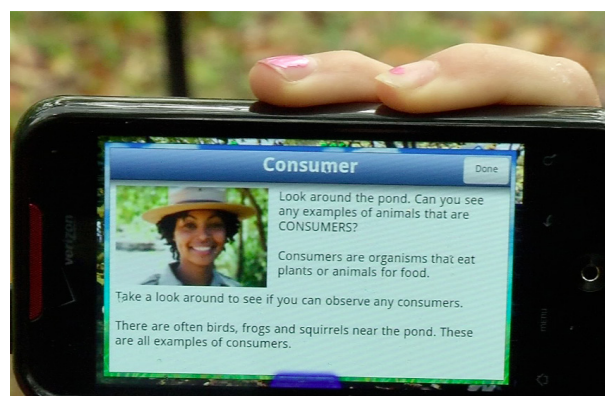 Consumer
Done
Look around the pond. Can you see
any examples of animals that are
CONSUMERS?
Consumers are organisms that eat
plants or animals for food.
Take a look around to see if you can observe any consumers.
There are often birds, frogs and squirrels near the pond. These
are all examples of consumers.
verizon
menu